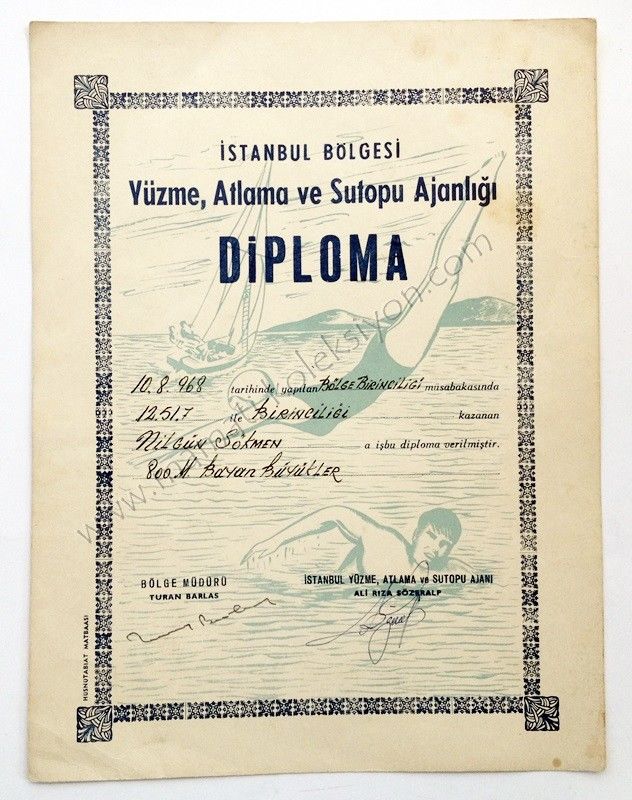 İSTANBUL BÖLGESİ
Yüzme, Atlama ve Sutopu Ajanlığı
DİPLOMA
10.8.968 tarihinde yapılan BÖLGE BİRİNCİLİĞİ müsabakasında
12.51.7 ile BİRİNCİLİĞİ kazanan
Nilgün SÖKMEN a işbu diploma verilmiştir.
800 M Bayan Büyükler
BÖLGE MÜDÜRÜ
TURAN BARLAS
İSTANBUL YÜZME, ATLAMA ve SUTOPU AJANI
ALİ RIZA SÖZERALP
HÜSNÜTABİAT MATBAASI